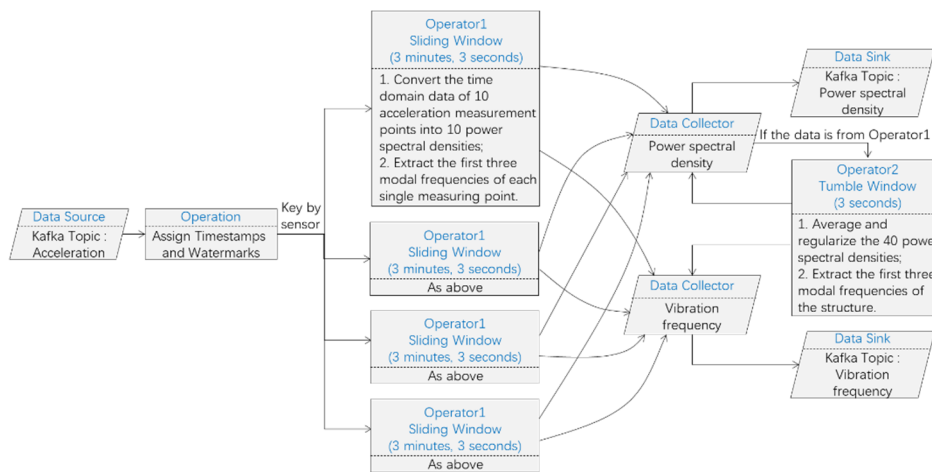 Data Source
Kafka Topic :
Acceleration
Operation
Assign Timestamps
and Watermarks
Key by
sensor
Operator1
Sliding Window
(3 minutes, 3 seconds)
1. Convert the time
domain data of 10
acceleration measurement
points into 10 power
spectral densities;
2. Extract the first three
modal frequencies of each
single measuring point.
Operator1
Sliding Window
(3 minutes, 3 seconds)
As above
Operator1
Sliding Window
(3 minutes, 3 seconds)
As above
Operator1
Sliding Window
(3 minutes, 3 seconds)
As above
Data Collector
Power spectral
density
Data Collector
Vibration
frequency
Data Sink
Kafka Topic :
Power spectral
density
If the data is from Operator1
Operator2
Tumble Window
(3 seconds)
1. Average and
regularize the 40 power
spectral densities;
2. Extract the first three
modal frequencies of
the structure.
Data Sink
Kafka Topic :
Vibration
frequency